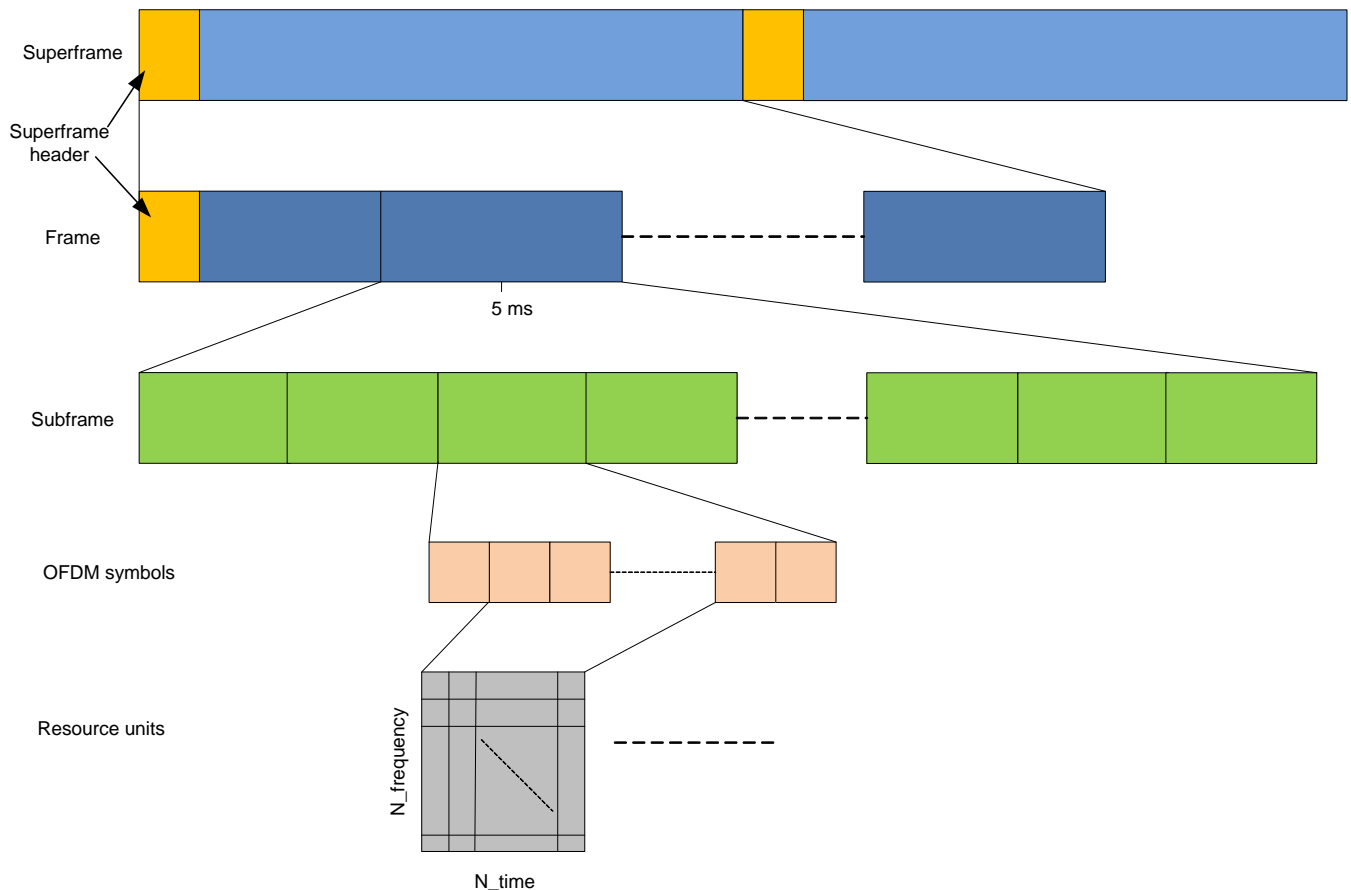 Superframe
Superframe
header
Frame
5 ms
Subframe
OFDM symbols
Resource units
N_frequency
N_time